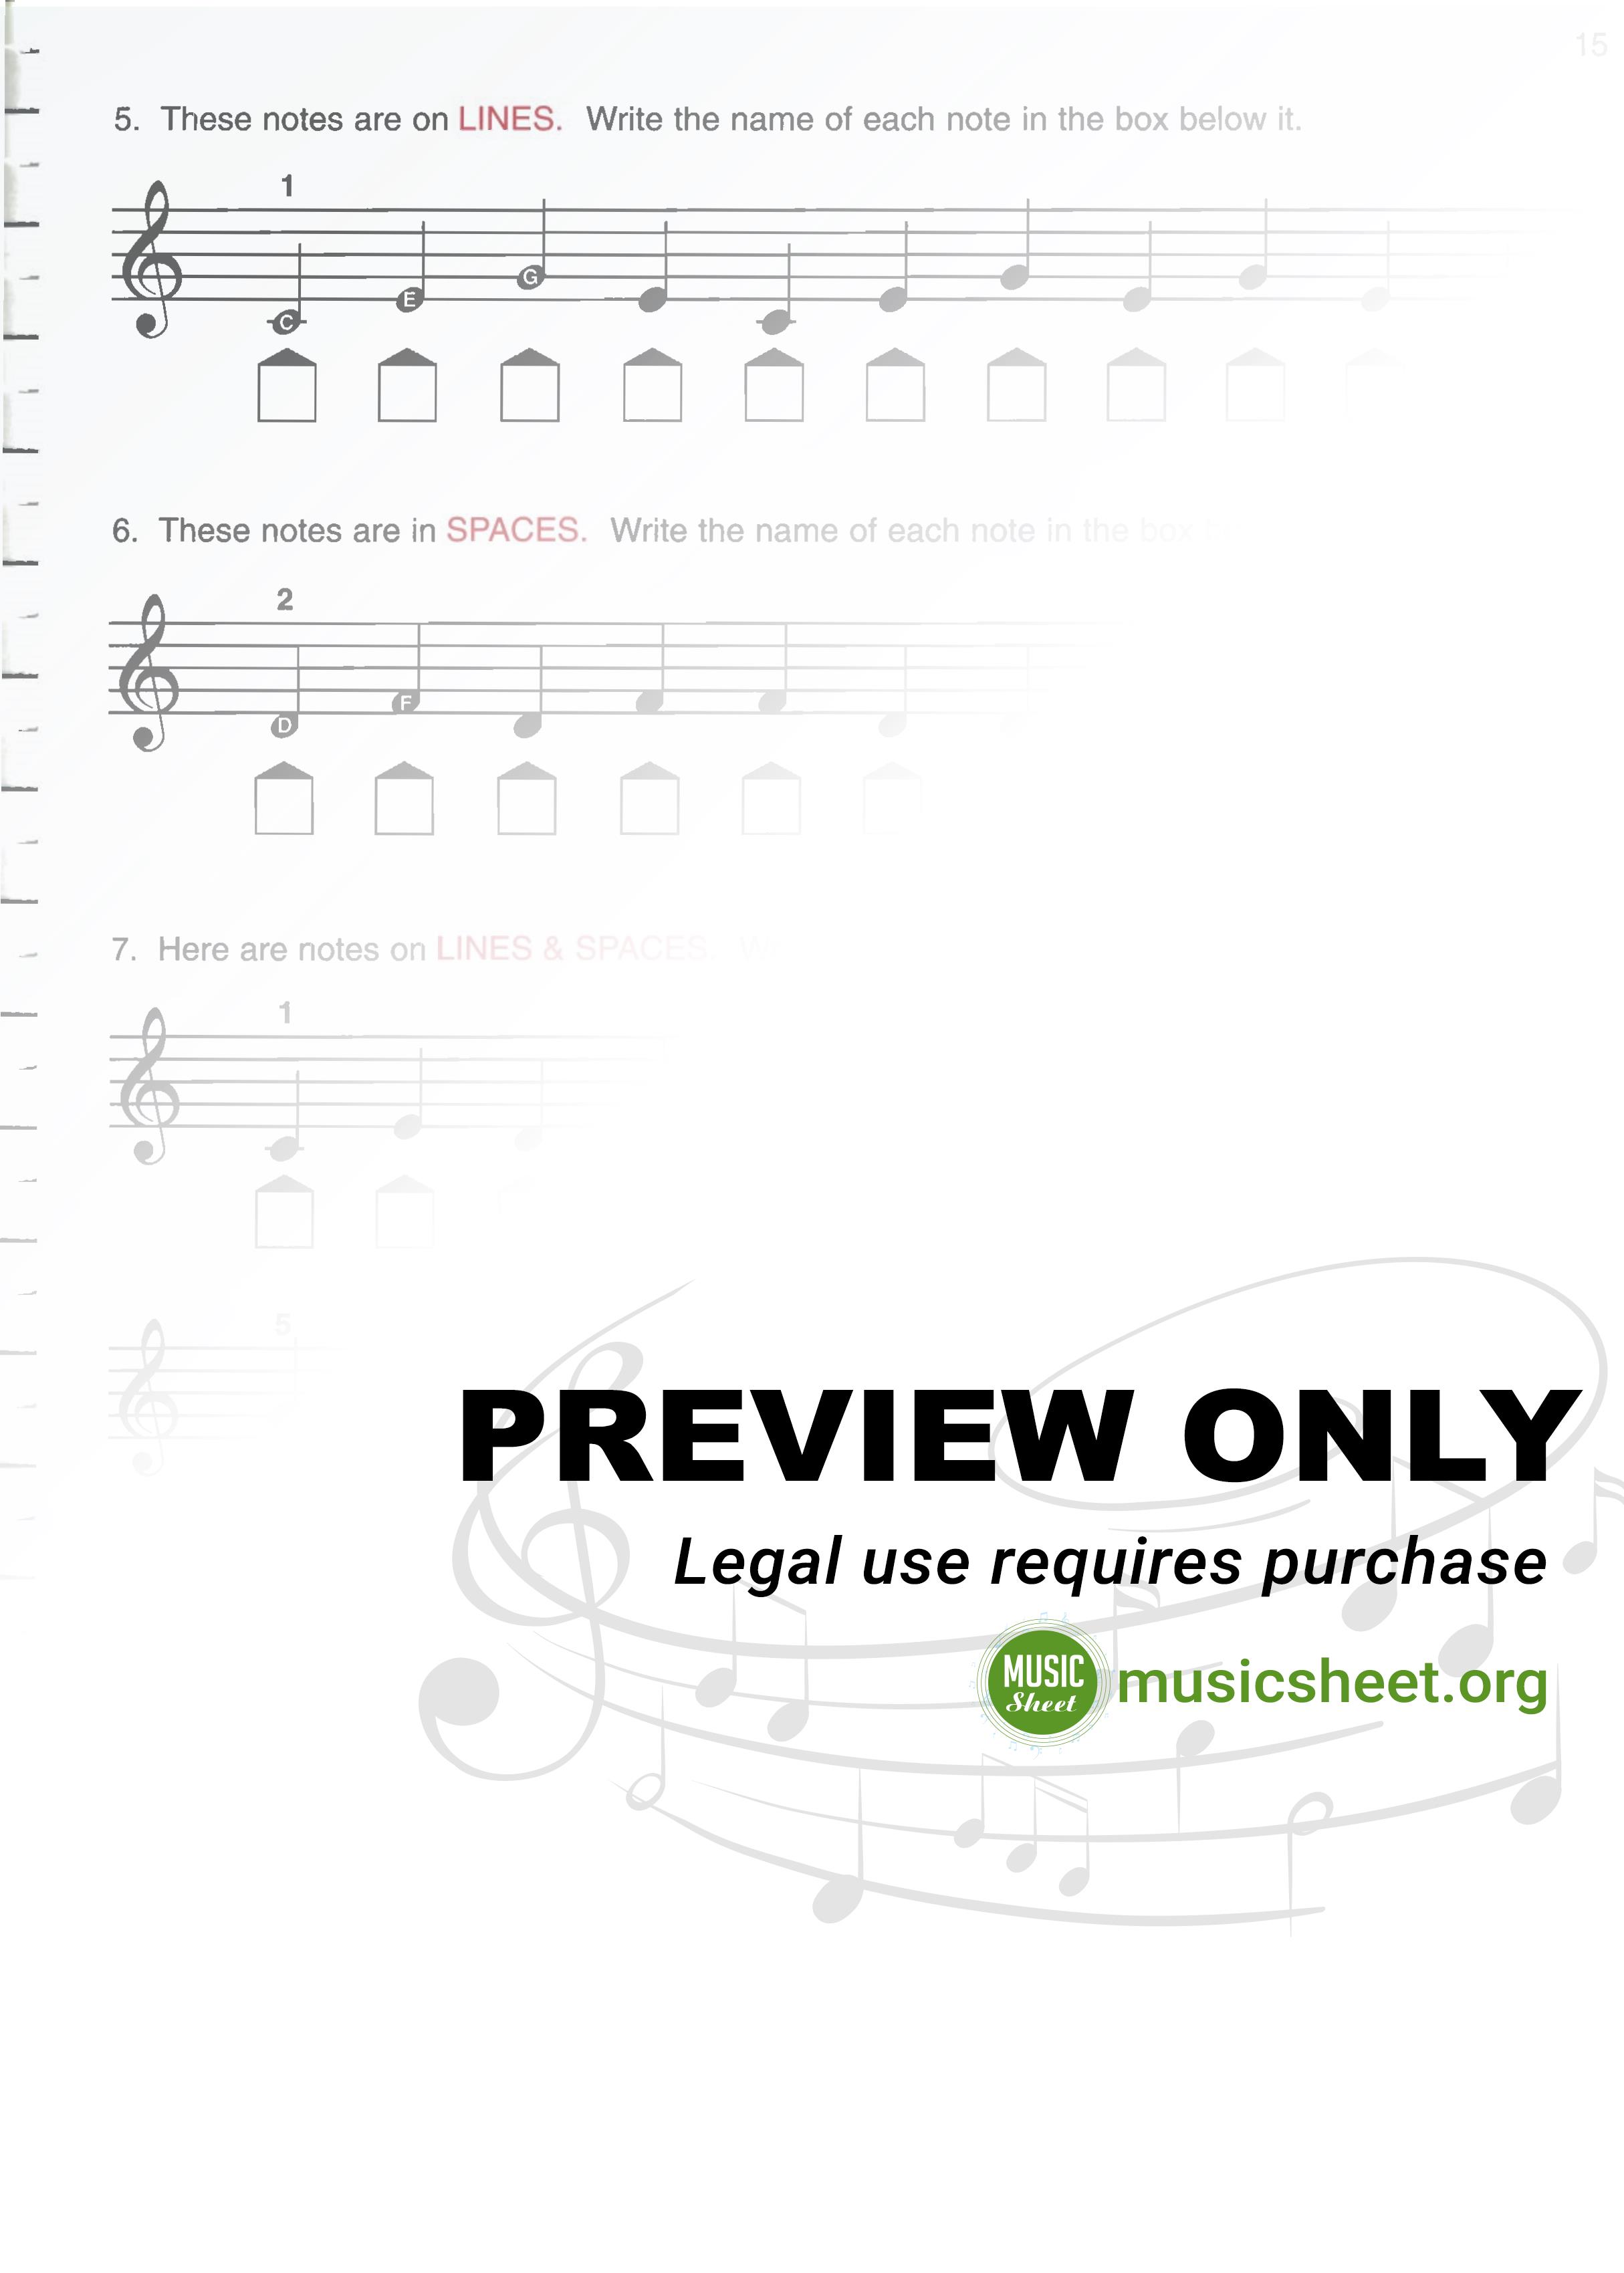 15
5. These notes are on LINES. Write the name of each note in the box below it.
1
C E G
6. These notes are in SPACES. Write the name of each note in the box
2
D F
7. Here are notes on LINES & SPACES.
1
5
PREVIEW ONLY
Legal use requires purchase
MUSIC
Sheet
musicsheet.org